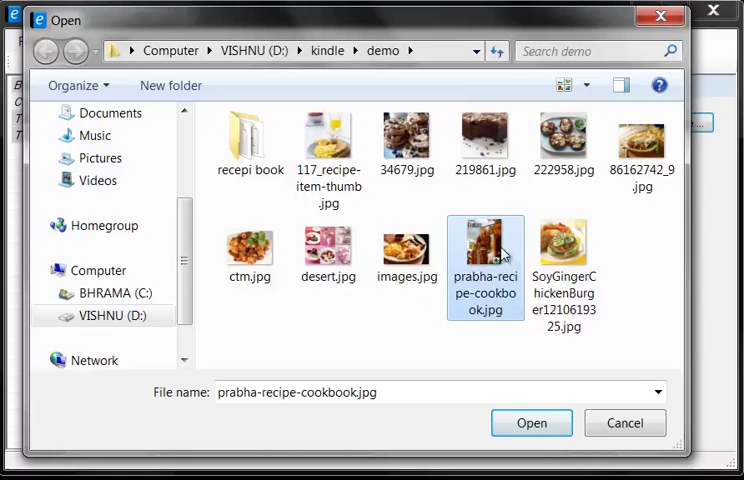 Open
Computer
VISHNU (D:)
kindle
demo
Search demo
Organize
New folder
Documents
Music
Pictures
Videos
Homegroup
Computer
BHRAMA (C:)
VISHNU (D:)
Network
recepi book
117_recipe-
item-thumb
.jpg
34679.jpg
219861.jpg
222958.jpg
86162742_9
.jpg
ctm.jpg
desert.jpg
images.jpg
prabha-reci
pe-cookbo
ok.jpg
SoyGingerC
hickenBurg
er12106193
25.jpg
File name:
prabha-recipe-cookbook.jpg
Open
Cancel